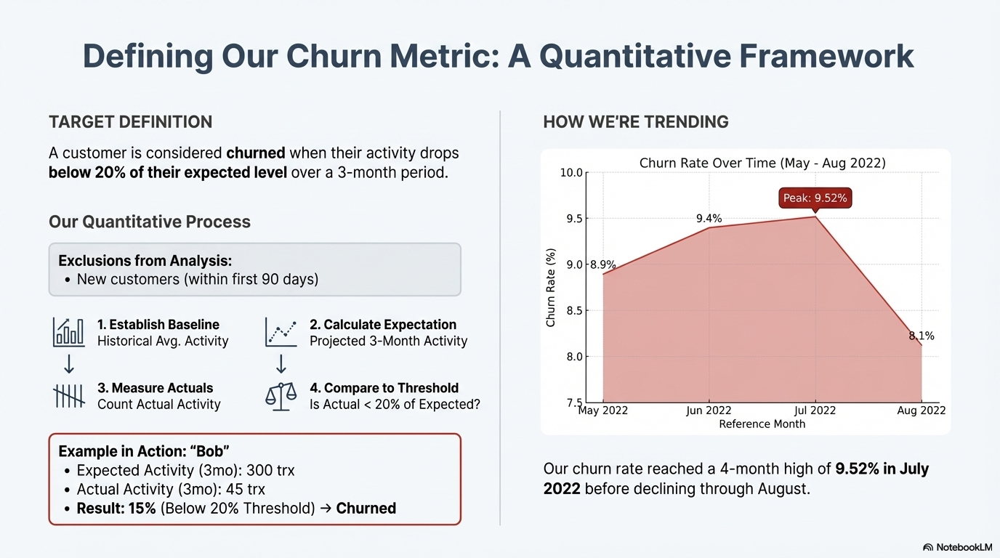 Defining Our Churn Metric: A Quantitative Framework
TARGET DEFINITION
A customer is considered churned when their activity drops
below 20% of their expected level over a 3-month period.
Our Quantitative Process
Exclusions from Analysis:
• New customers (within first 90 days)
1. Establish Baseline
Historical Avg. Activity
2. Calculate Expectation
Projected 3-Month Activity
3. Measure Actuals
Count Actual Activity
4. Compare to Threshold
Is Actual < 20% of Expected?
Example in Action: “Bob”
• Expected Activity (3mo): 300 trx
• Actual Activity (3mo): 45 trx
• Result: 15% (Below 20% Threshold) → Churned
HOW WE'RE TRENDING
Churn Rate Over Time (May - Aug 2022)
10.0
9.5
9.0
8.5
8.0
7.5
Churn Rate (%)
8.9%
9.4%
Peak: 9.52%
8.1%
May 2022
Jun 2022
Jul 2022
Aug 2022
Reference Month
Our churn rate reached a 4-month high of 9.52% in July
2022 before declining through August.
NotebookLM